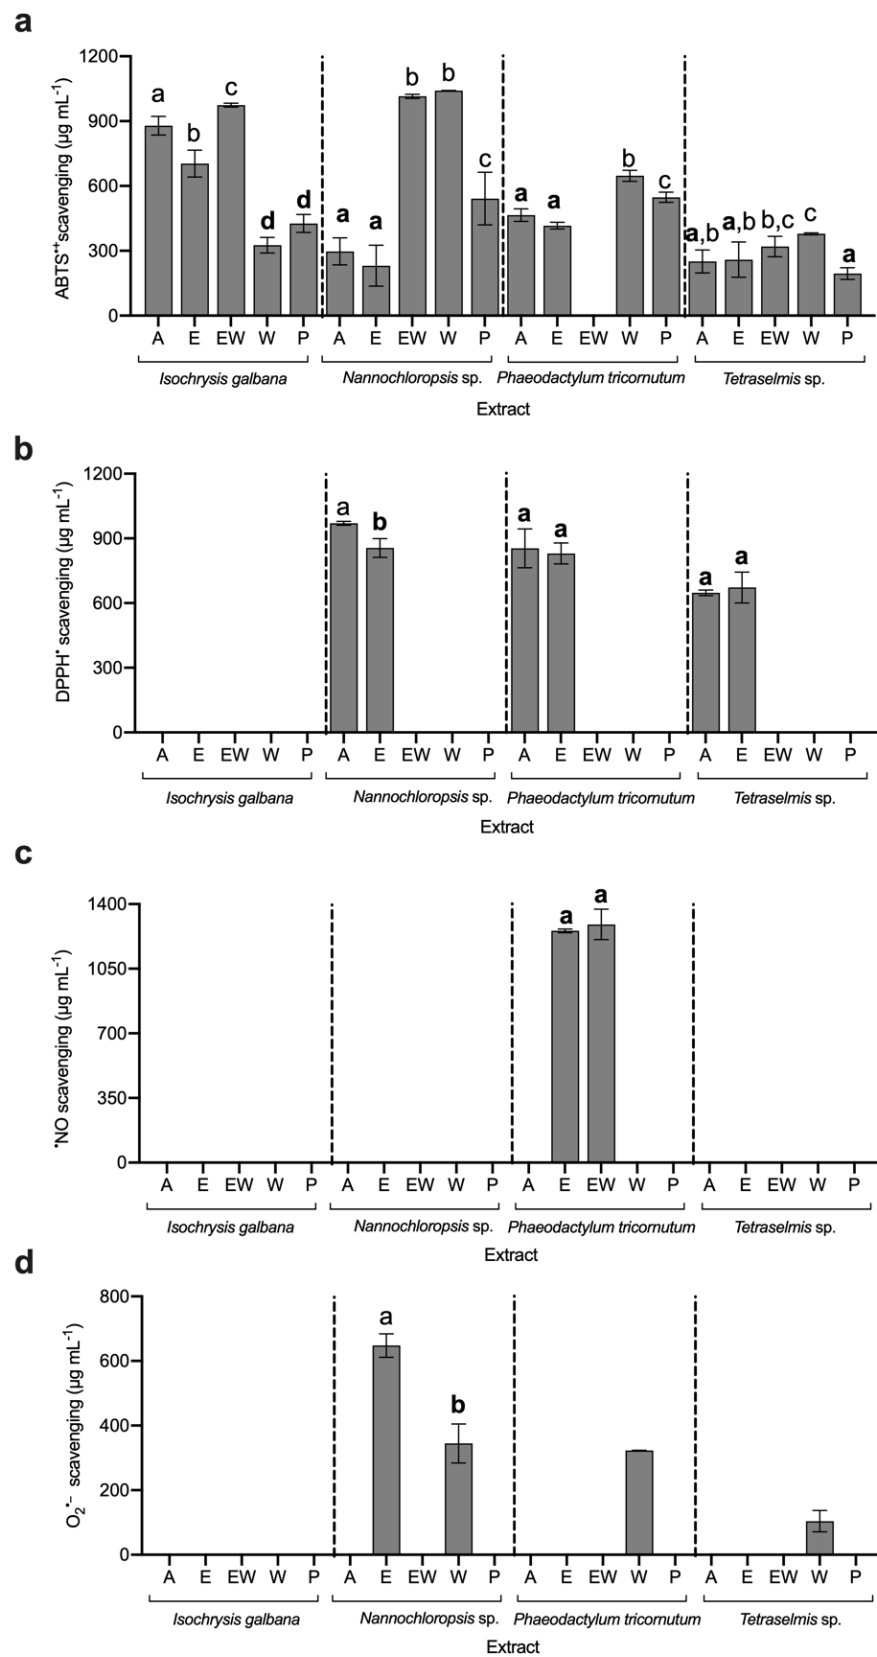 a
ABTS•+scavenging (µg mL-1)
1200
900
600
300
0
a
b
c
d
d
a
a
b
b
c
a
a
b
c
a,b
a,b
b,c
c
a
A E EW W P A E EW W P A E EW W P A E EW W P
Isochrysis galbana Nannochloropsis sp. Phaeodactylum tricornutum Tetraselmis sp.
Extract
b
DPPH• scavenging (µg mL-1)
1200
900
600
300
0
a
b
a
a
a
a
A E EW W P A E EW W P A E EW W P A E EW W P
Isochrysis galbana Nannochloropsis sp. Phaeodactylum tricornutum Tetraselmis sp.
Extract
c
•NO scavenging (µg mL-1)
1400
1050
700
350
0
a
a
A E EW W P A E EW W P A E EW W P A E EW W P
Isochrysis galbana Nannochloropsis sp. Phaeodactylum tricornutum Tetraselmis sp.
Extract
d
O2•− scavenging (µg mL-1)
800
600
400
200
0
a
b
A E EW W P A E EW W P A E EW W P A E EW W P
Isochrysis galbana Nannochloropsis sp. Phaeodactylum tricornutum Tetraselmis sp.
Extract